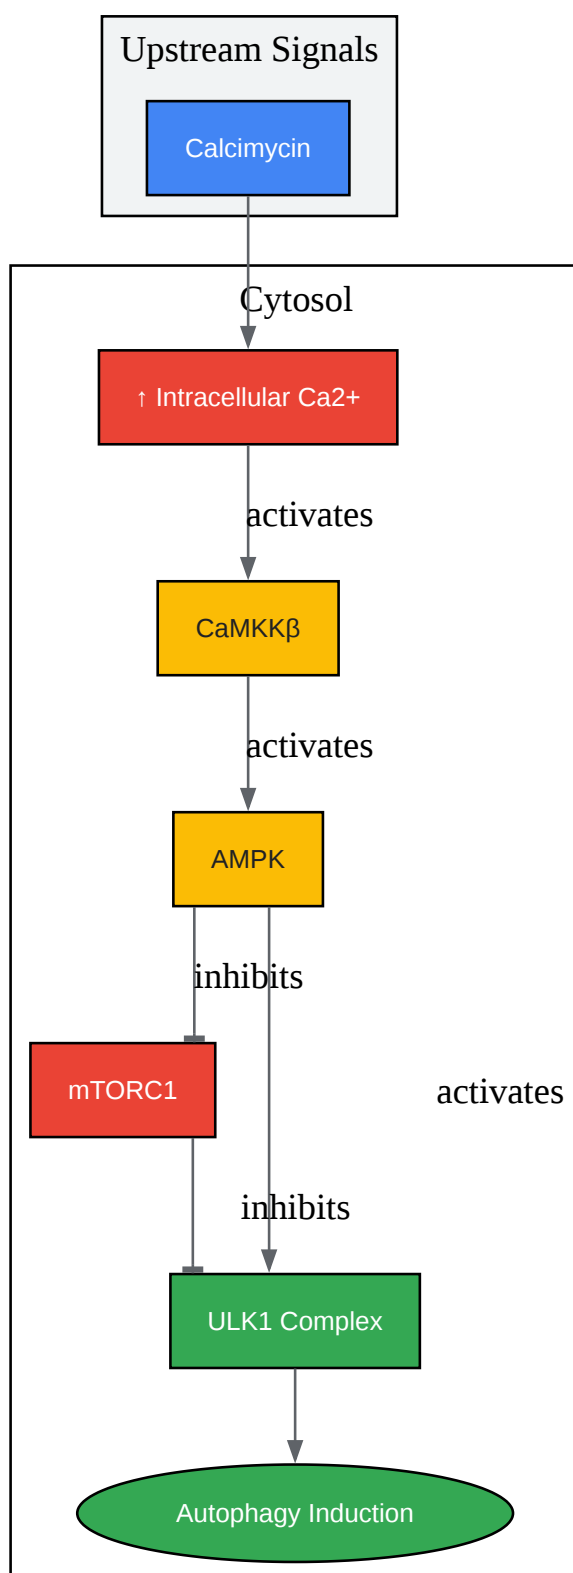 Upstream Signals
Calcimycin
Cytosol
↑ Intracellular Ca2+
activates
CaMKKβ
activates
AMPK
inhibits
mTORC1
activates
inhibits
ULK1 Complex
Autophagy Induction